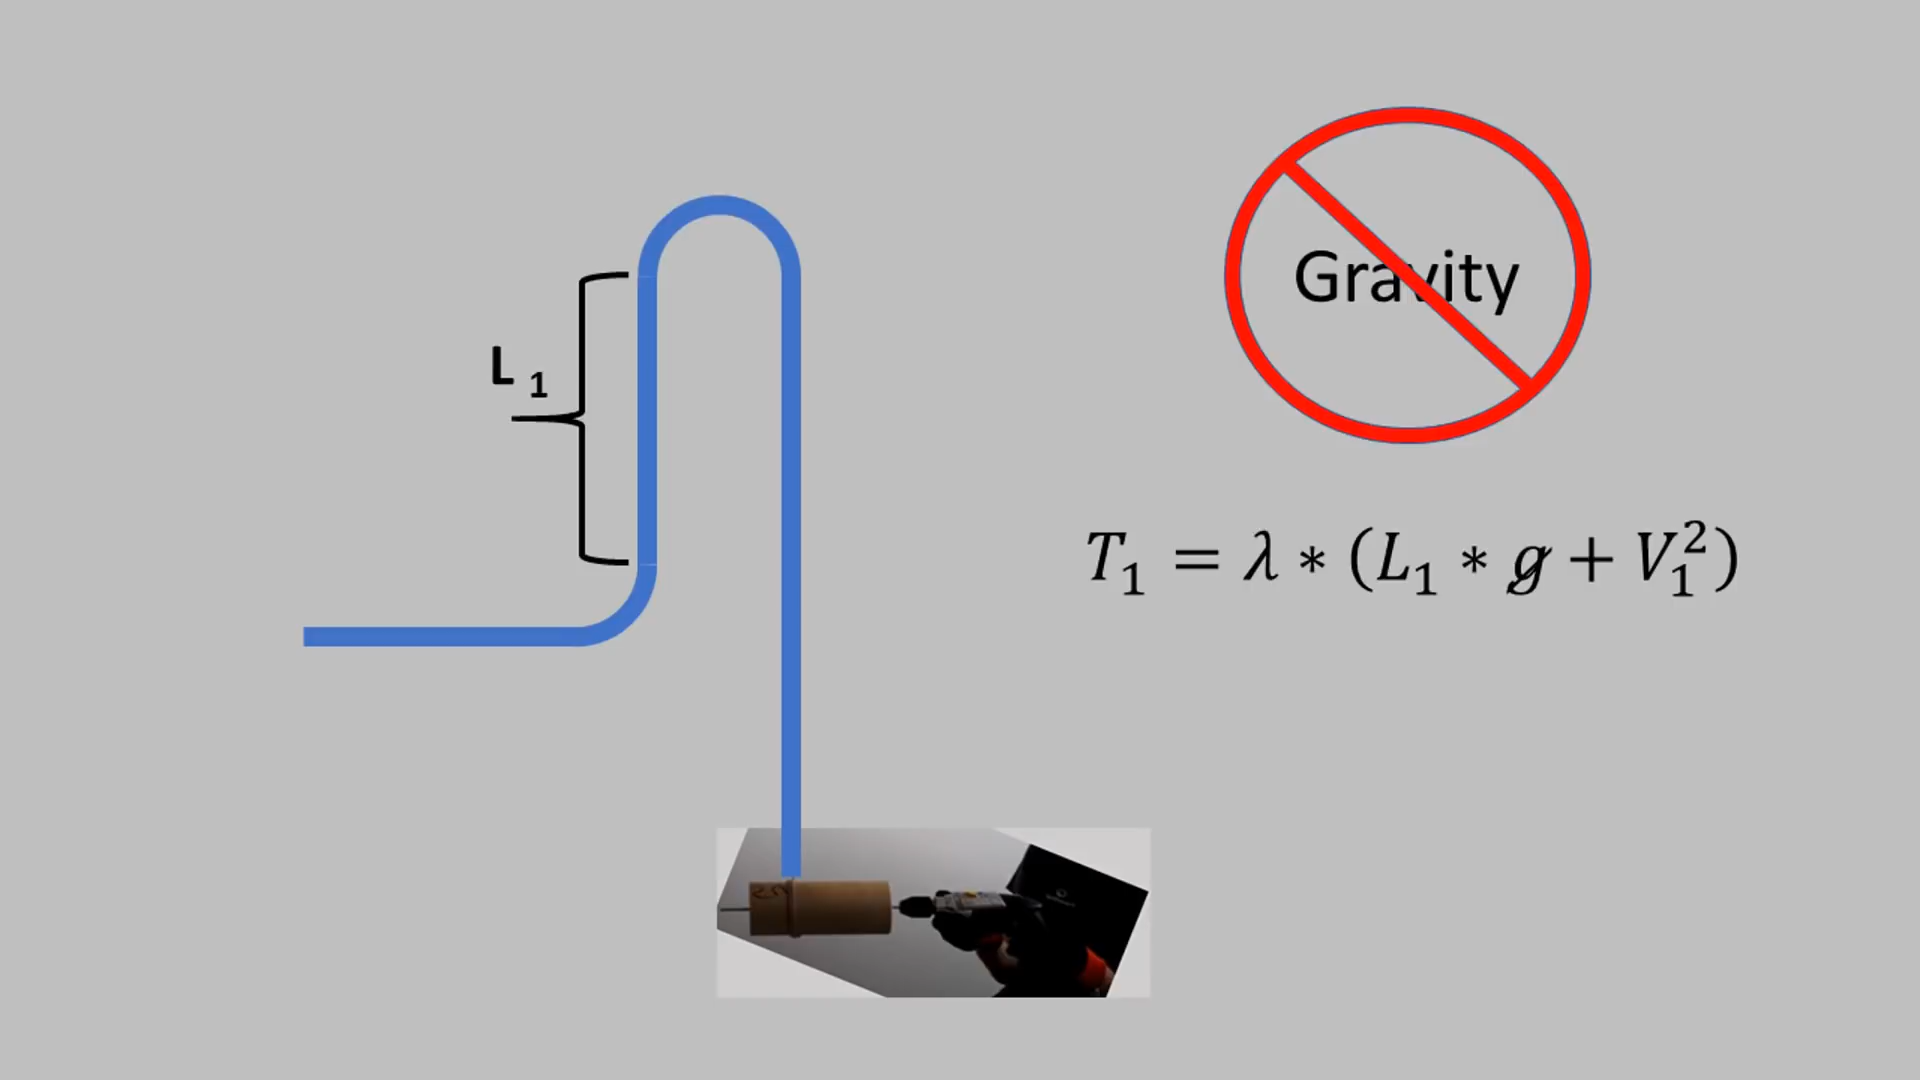 Gravity
L 1
T₁ = λ * (L₁ * g̸ + V₁²)